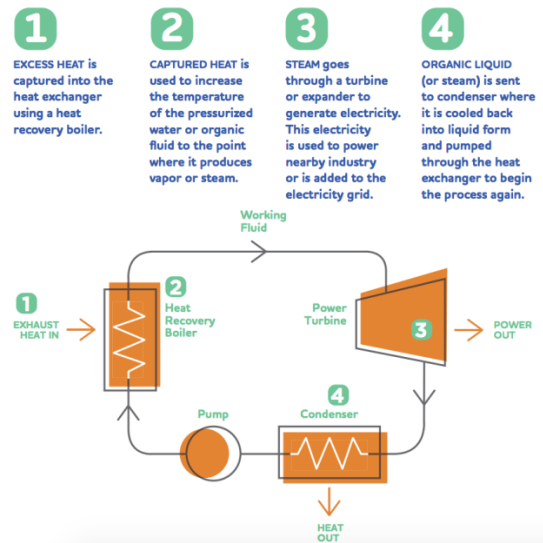 1
EXCESS HEAT is
captured into the
heat exchanger
using a heat
recovery boiler.
2
CAPTURED HEAT is
used to increase
the temperature
of the pressurized
water or organic
fluid to the point
where it produces
vapor or steam.
3
STEAM goes
through a turbine
or expander to
generate electricity.
This electricity
is used to power
nearby industry
or is added to the
electricity grid.
4
ORGANIC LIQUID
(or steam) is sent
to condenser where
it is cooled back
into liquid form
and pumped
through the heat
exchanger to begin
the process again.
Working
Fluid
1
EXHAUST
HEAT IN
2
Heat
Recovery
Boiler
Power
Turbine
3
POWER
OUT
Pump
4
Condenser
HEAT
OUT